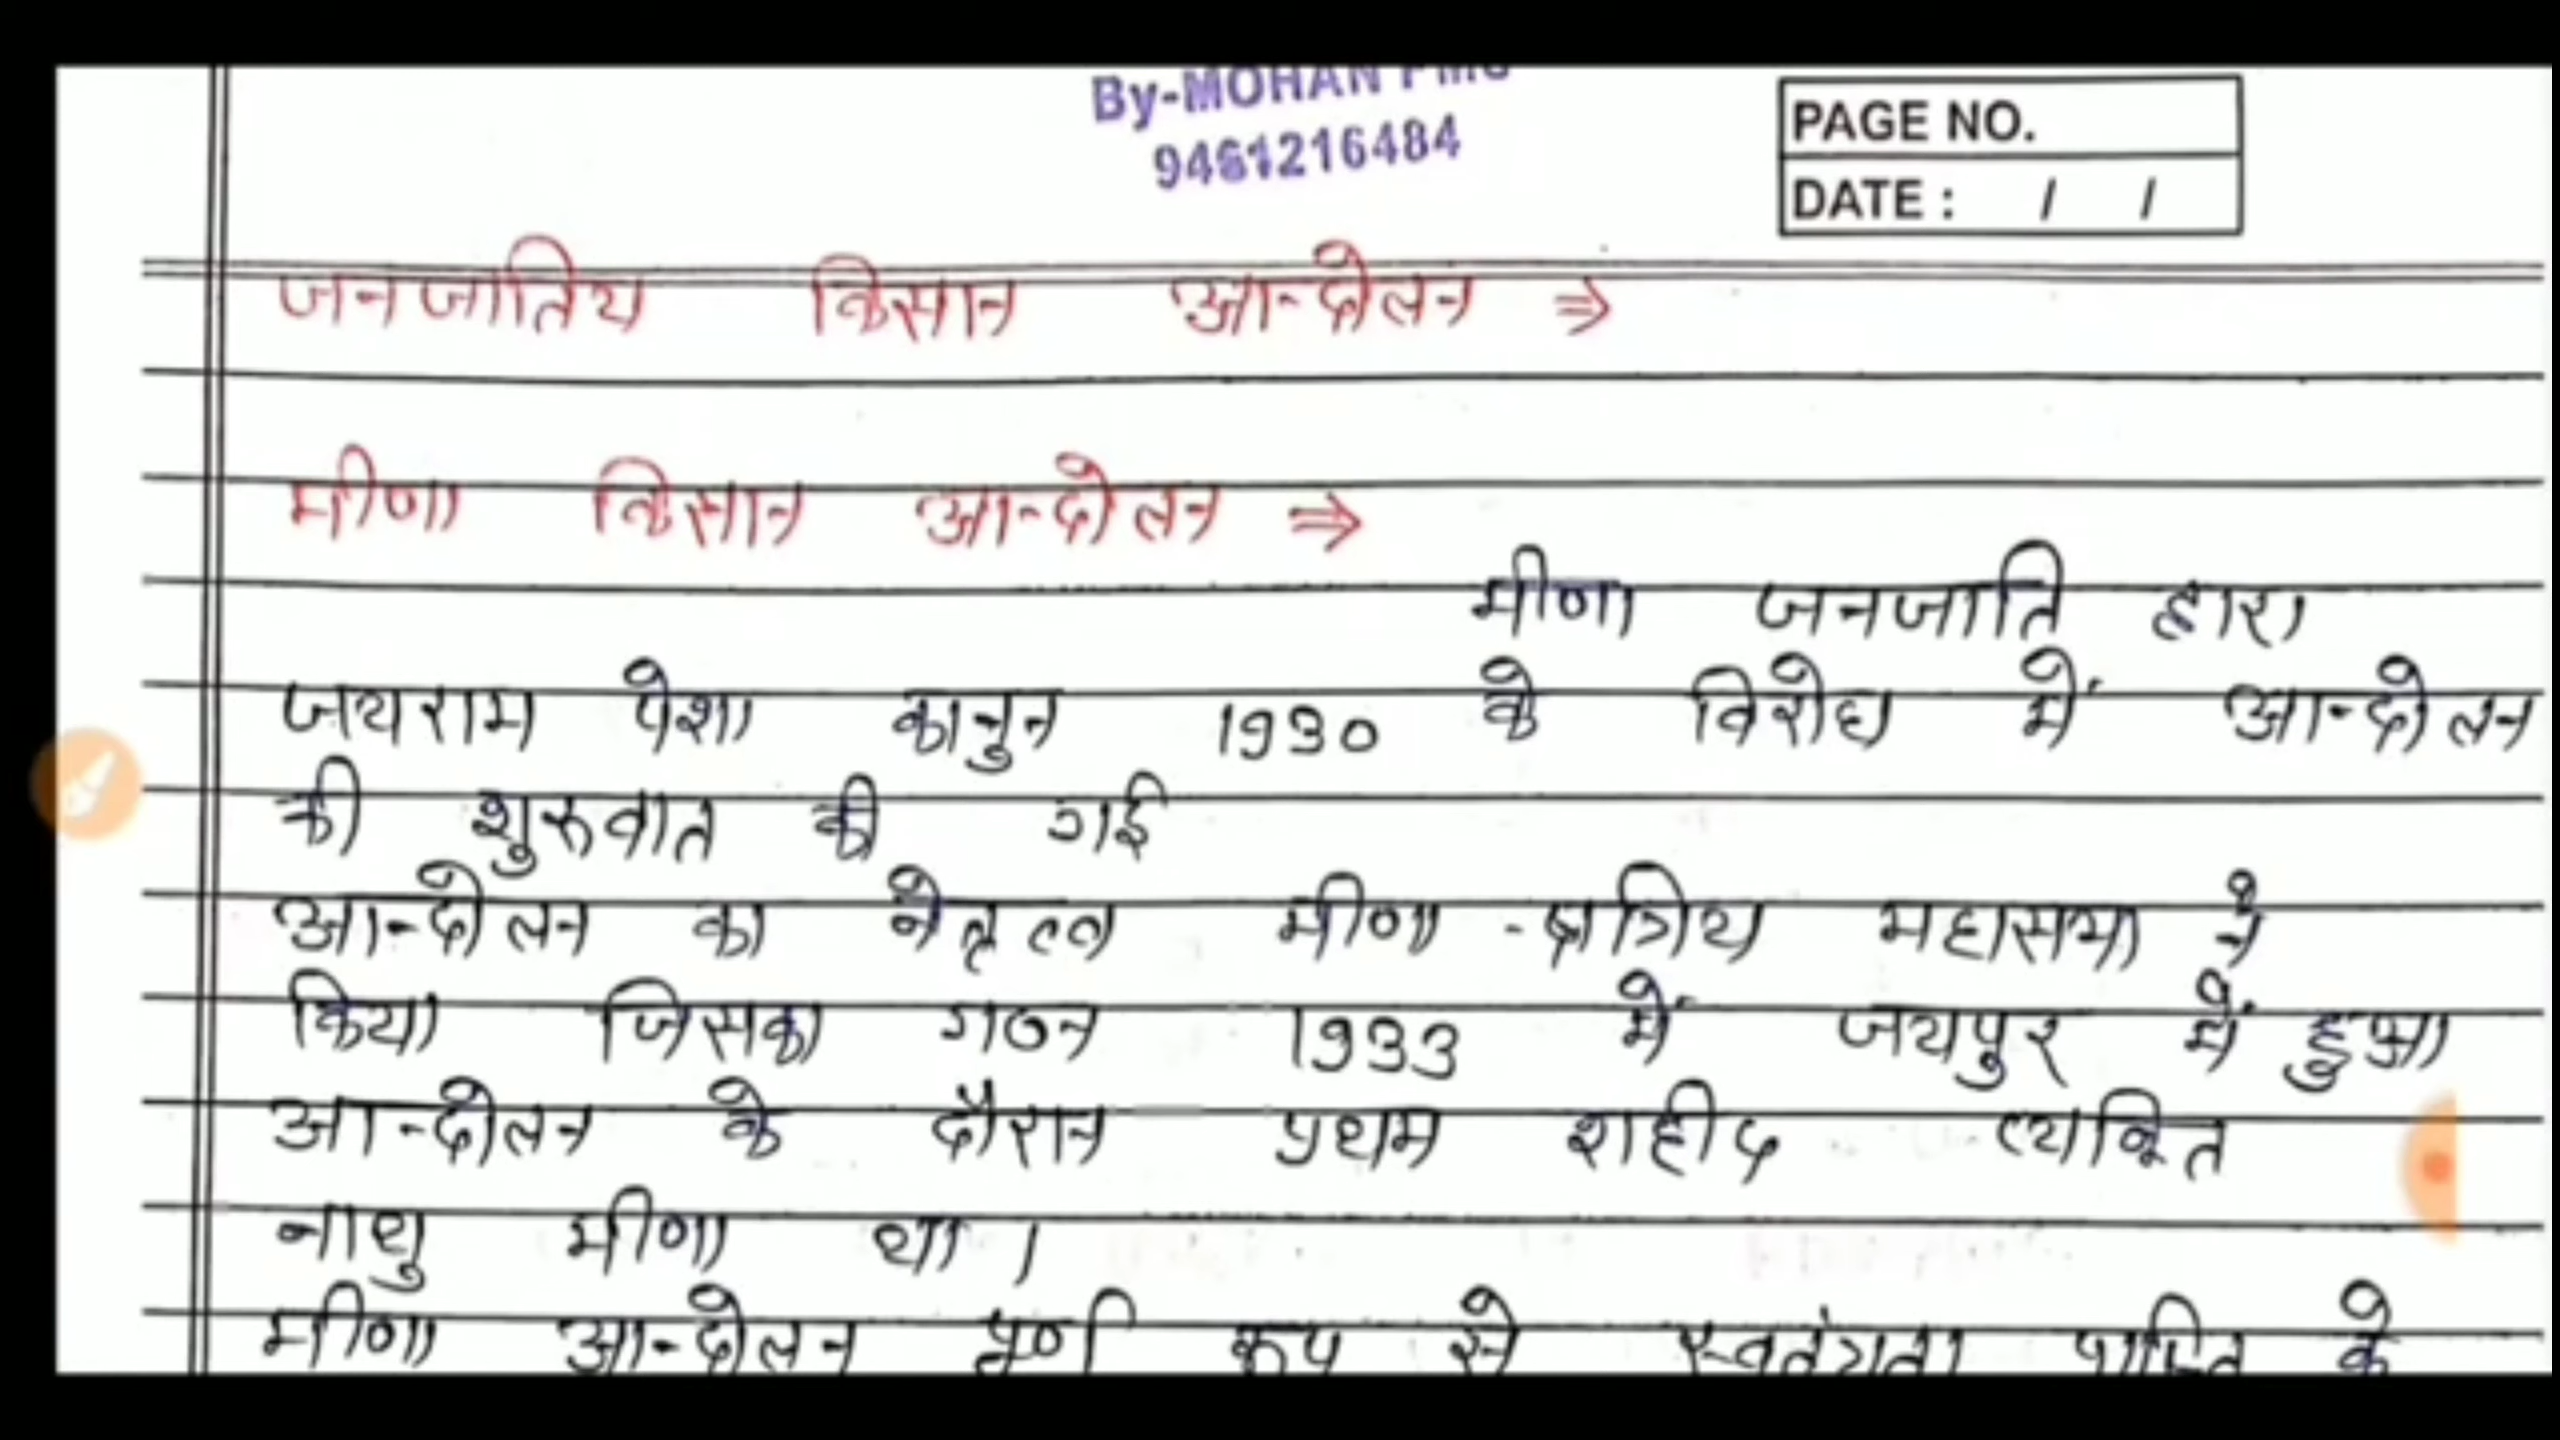 By-MOHAN PMG
9461216484
PAGE NO.
DATE : / /
जनजातिय किसान आन्दोलन ⇒
मीणा किसान आन्दोलन ⇒
मीणा जनजाति द्वारा
जयराम पेशा कानुन 1930 के विरोध में आन्दोलन
की शुरुवात की गई
आन्दोलन का नेतृत्व मीणा - क्षत्रिय महासभा ने
किया जिसका गठन 1933 में जयपुर में हुआ
आन्दोलन के दौरान प्रथम शहीद व्यक्ति
नाथु मीणा था ।
मीणा आन्दोलन पूर्ण रूप से स्वतंत्रता प्राप्ति के